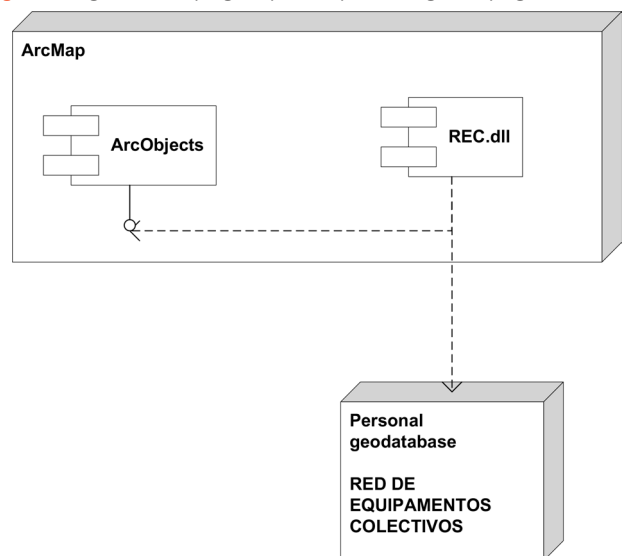 ArcMap
ArcObjects
REC.dll
Personal
geodatabase
RED DE
EQUIPAMENTOS
COLECTIVOS